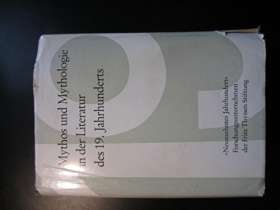 Mythos und Mythologie
in der Literatur
des 19. Jahrhunderts
»Neunzehntes Jahrhundert«
Forschungsunternehmen
der Fritz Thyssen Stiftung